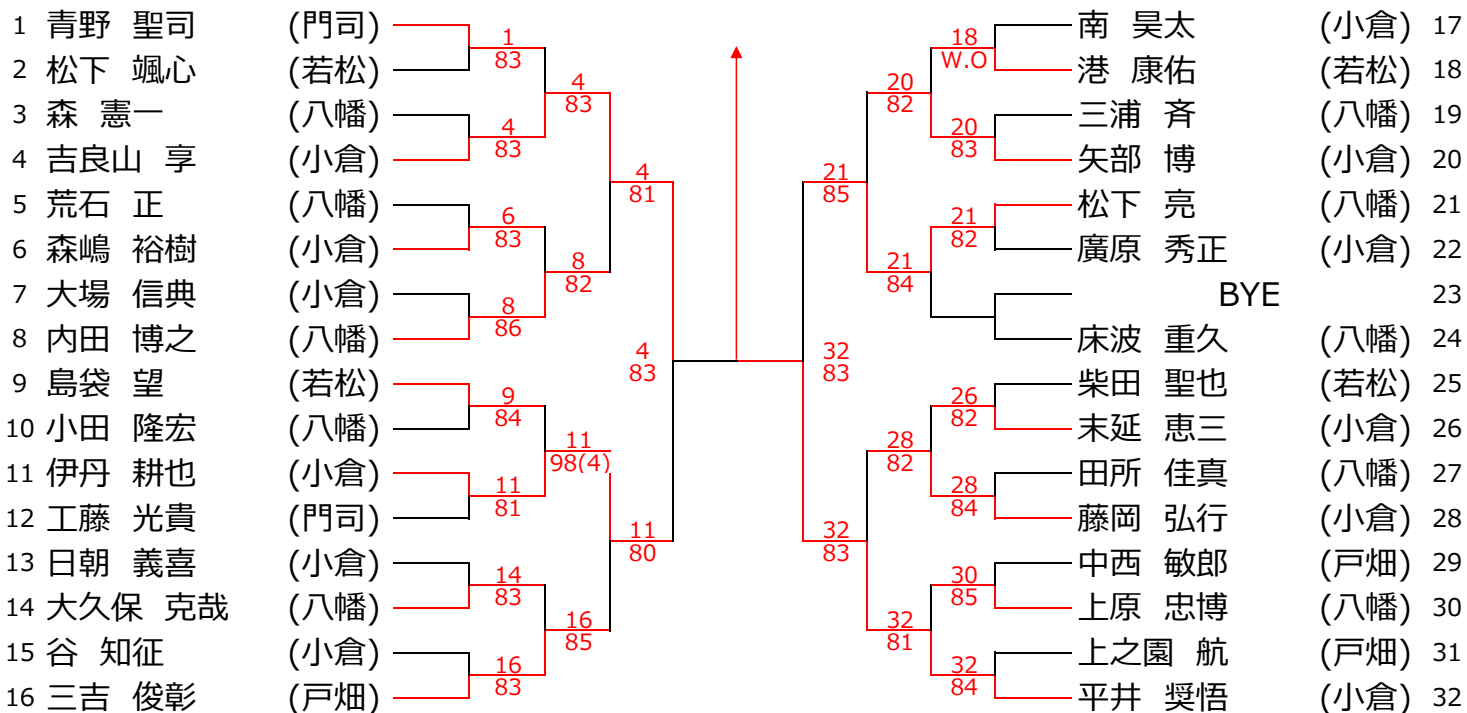 1 青野 聖司 (門司)
2 松下 颯心 (若松)
3 森 憲一 (八幡)
4 吉良山 享 (小倉)
5 荒石 正 (八幡)
6 森嶋 裕樹 (小倉)
7 大場 信典 (小倉)
8 内田 博之 (八幡)
9 島袋 望 (若松)
10 小田 隆宏 (八幡)
11 伊丹 耕也 (小倉)
12 工藤 光貴 (門司)
13 日朝 義喜 (小倉)
14 大久保 克哉 (八幡)
15 谷 知征 (小倉)
16 三吉 俊彰 (戸畑)
1
83
4
83
6
83
8
86
9
84
11
81
14
83
16
83
4
83
8
82
11
98(4)
16
85
4
81
11
80
4
83
32
83
21
85
32
83
20
82
21
84
28
82
32
81
18
W.O
20
83
21
82
26
82
28
84
30
85
32
84
南 昊太 (小倉) 17
港 康佑 (若松) 18
三浦 斉 (八幡) 19
矢部 博 (小倉) 20
松下 亮 (八幡) 21
廣原 秀正 (小倉) 22
BYE 23
床波 重久 (八幡) 24
柴田 聖也 (若松) 25
末延 恵三 (小倉) 26
田所 佳真 (八幡) 27
藤岡 弘行 (小倉) 28
中西 敏郎 (戸畑) 29
上原 忠博 (八幡) 30
上之園 航 (戸畑) 31
平井 奨悟 (小倉) 32